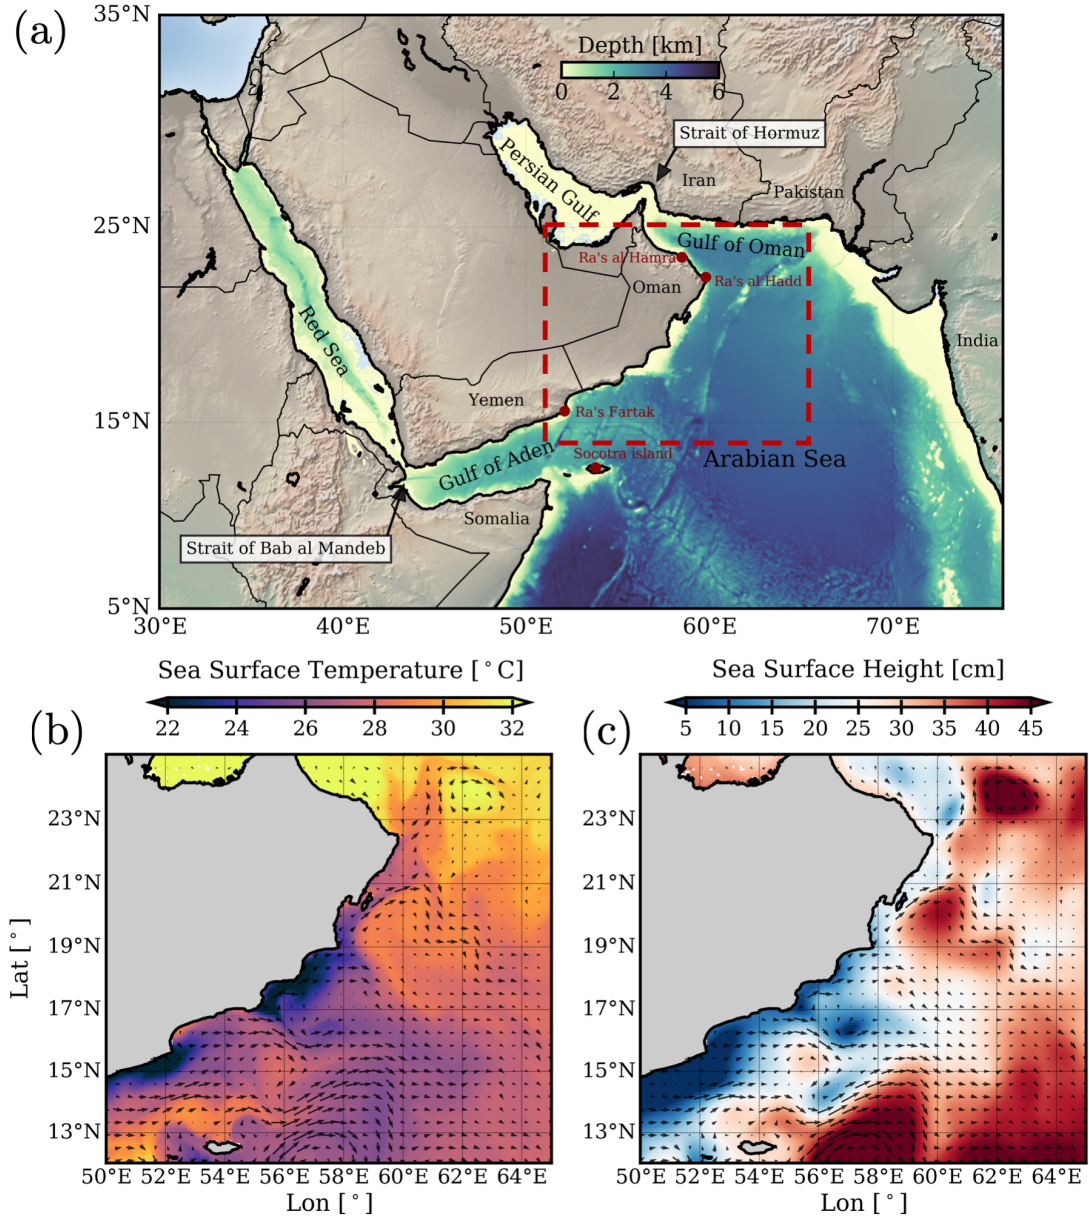 (a)
35°N
25°N
15°N
5°N
30°E
40°E
50°E
60°E
70°E
Depth [km]
0 2 4 6
Strait of Hormuz
Persian Gulf
Iran
Pakistan
Gulf of Oman
Ra's al Hamra
Ra's al Hadd
Oman
Red Sea
India
Yemen
Ra's Fartak
Socotra island
Arabian Sea
Gulf of Aden
Somalia
Strait of Bab al Mandeb
(b)
Sea Surface Temperature [°C]
22 24 26 28 30 32
23°N
21°N
19°N
17°N
15°N
13°N
Lat [°]
50°E 52°E 54°E 56°E 58°E 60°E 62°E 64°E
Lon [°]
(c)
Sea Surface Height [cm]
5 10 15 20 25 30 35 40 45
23°N
21°N
19°N
17°N
15°N
13°N
50°E 52°E 54°E 56°E 58°E 60°E 62°E 64°E
Lon [°]